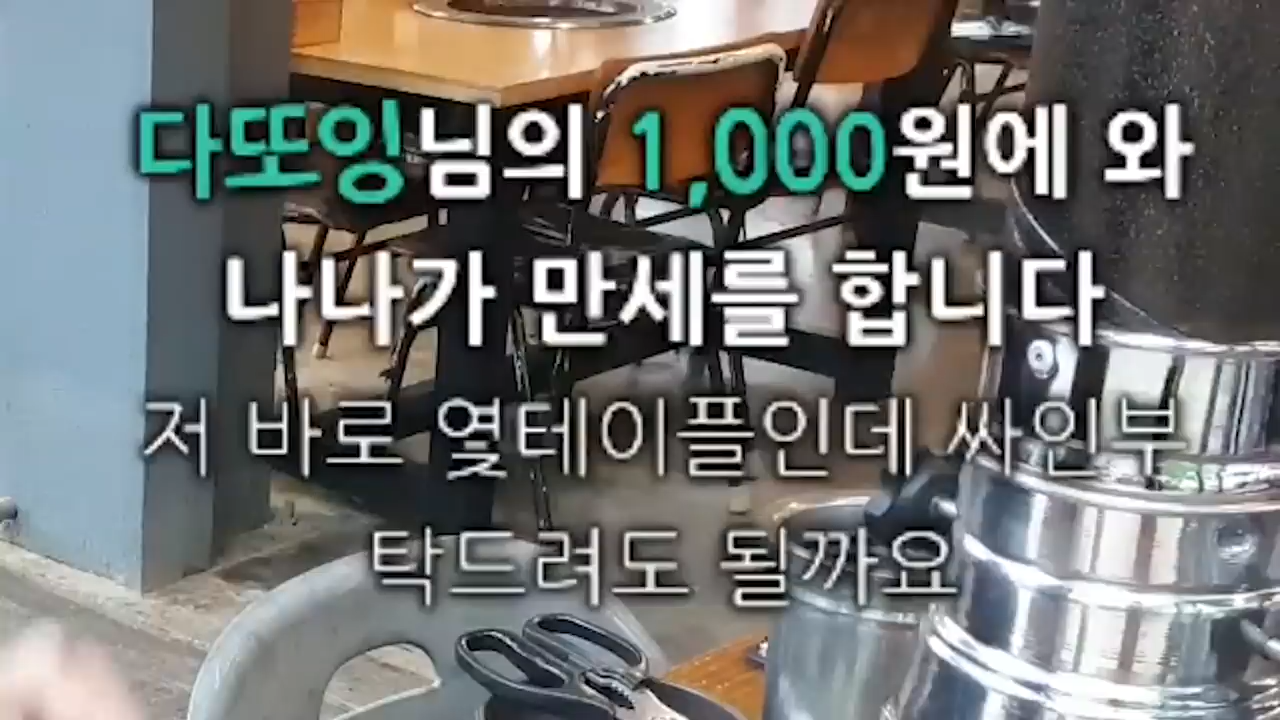 다또잉님의 1,000원에 와
나나가 만세를 합니다
저 바로 옃테이플인데 싸인부
탁드려도 될까요